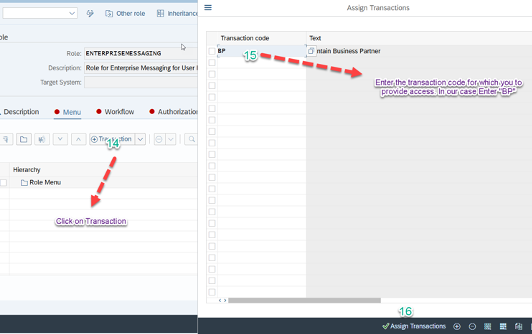 Other role
Inheritance
ole
Role: ENTERPRISEMESSAGING
Description: Role for Enterprise Messaging for User I
Target System:
Description
Menu
Workflow
Authorization
Transaction
14
Hierarchy
Role Menu
Click on Transaction
Assign Transactions
Transaction code
Text
BP
ntain Business Partner
15
Enter the transaction code for which you to
provide access. In our case Enter "BP"
16
Assign Transactions